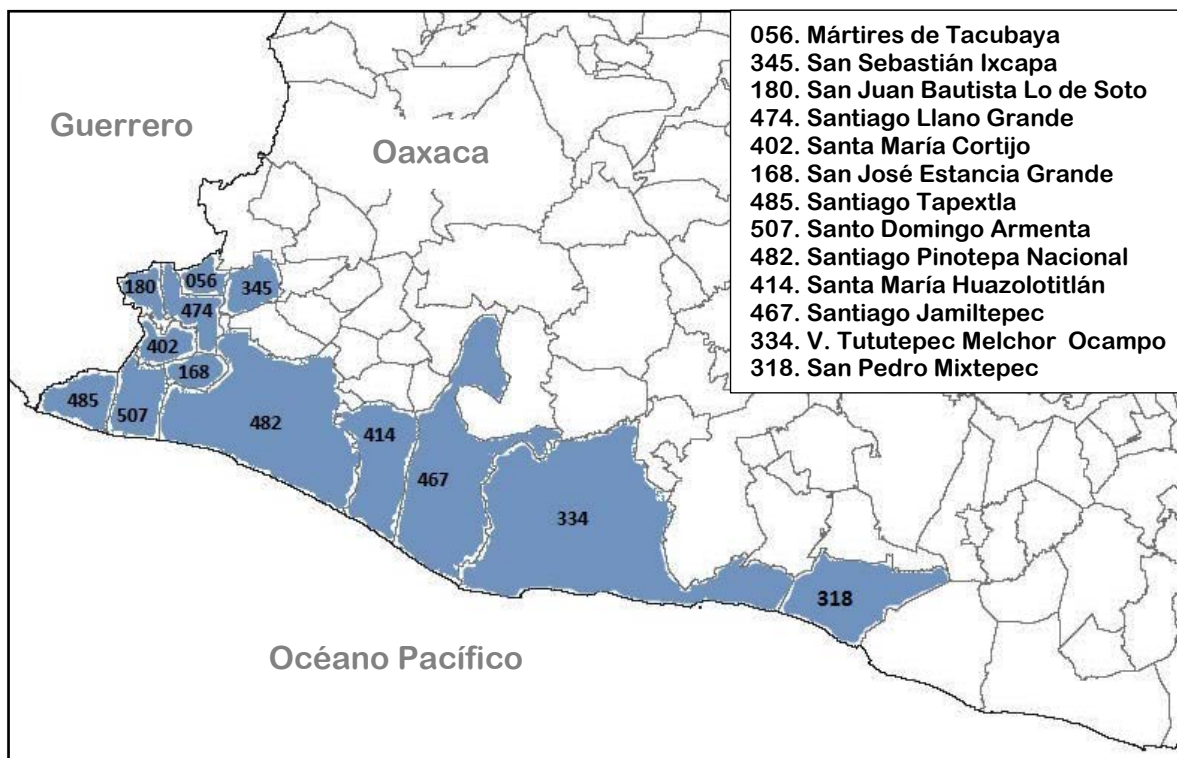 Guerrero
Oaxaca
056. Mártires de Tacubaya
345. San Sebastián Ixcapa
180. San Juan Bautista Lo de Soto
474. Santiago Llano Grande
402. Santa María Cortijo
168. San José Estancia Grande
485. Santiago Tapextla
507. Santo Domingo Armenta
482. Santiago Pinotepa Nacional
414. Santa María Huazolotitlán
467. Santiago Jamiltepec
334. V. Tututepec Melchor Ocampo
318. San Pedro Mixtepec
180
056
345
474
402
168
485
507
482
414
467
334
318
Océano Pacífico